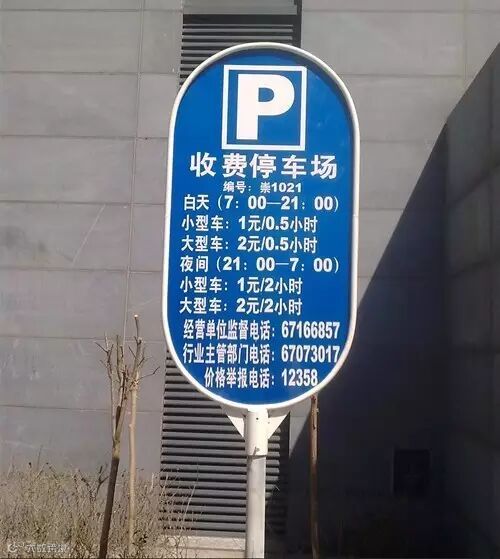 P
收费停车场
编号：崇1021
白天（7：00—21：00）
小型车：1元/0.5小时
大型车：2元/0.5小时
夜间（21：00—7：00）
小型车：1元/2小时
大型车：2元/2小时
经营单位监督电话：67166857
行业主管部门电话：67073017
价格举报电话：12358